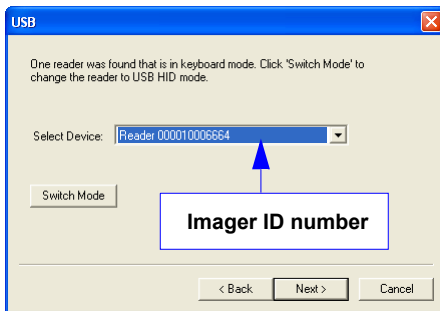 USB
One reader was found that is in keyboard mode. Click 'Switch Mode' to
change the reader to USB HID mode.
Select Device: Reader 000010006664
Switch Mode
Imager ID number
< Back Next > Cancel